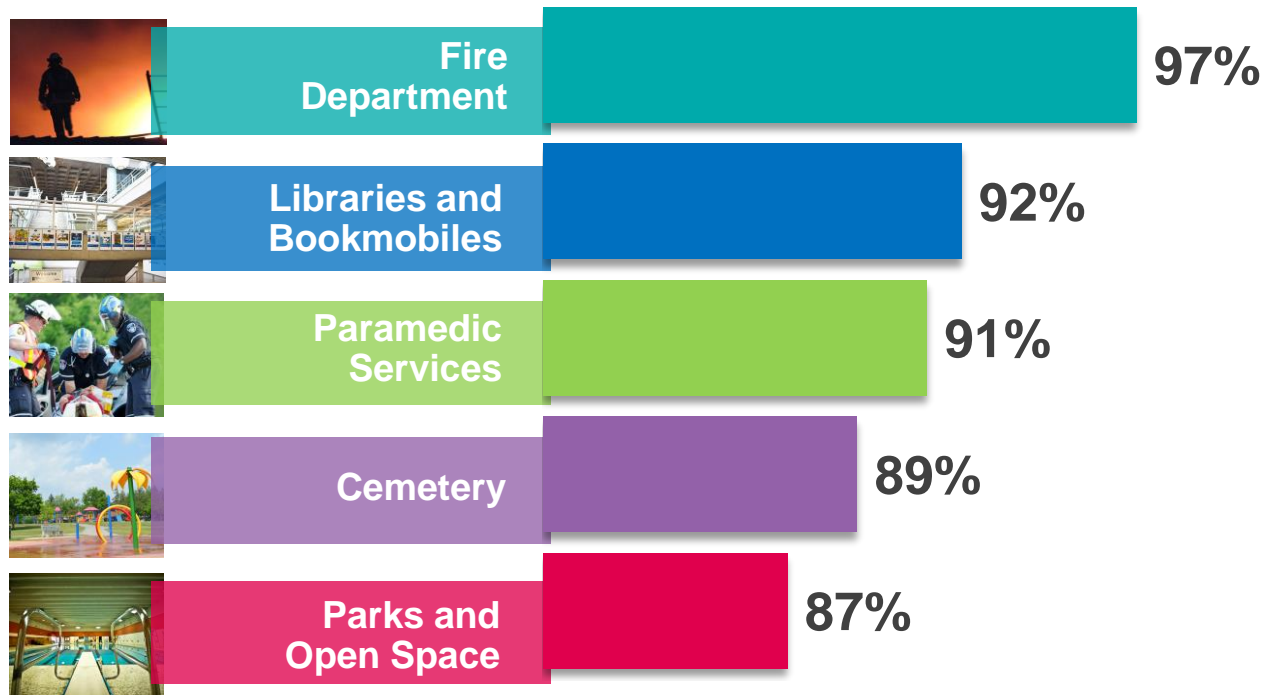 Fire
Department
97%
Libraries and
Bookmobiles
92%
Paramedic
Services
91%
Cemetery
89%
Parks and
Open Space
87%